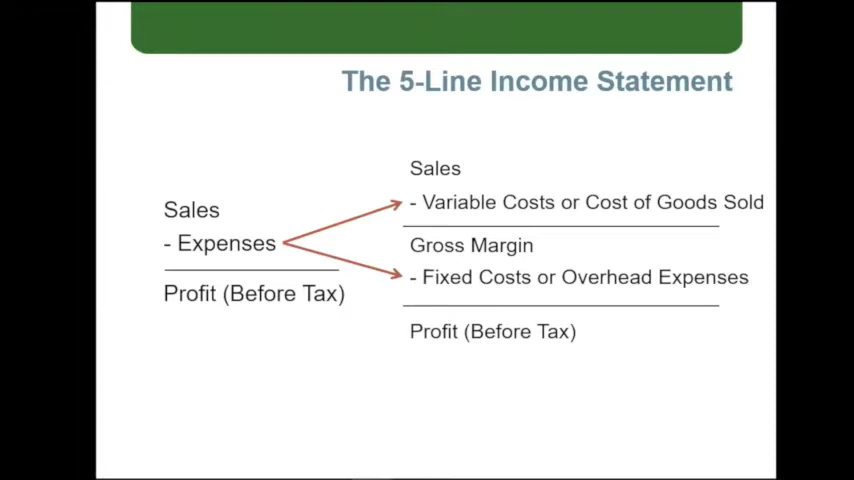 The 5-Line Income Statement
Sales
- Expenses
Profit (Before Tax)
Sales
- Variable Costs or Cost of Goods Sold
Gross Margin
- Fixed Costs or Overhead Expenses
Profit (Before Tax)